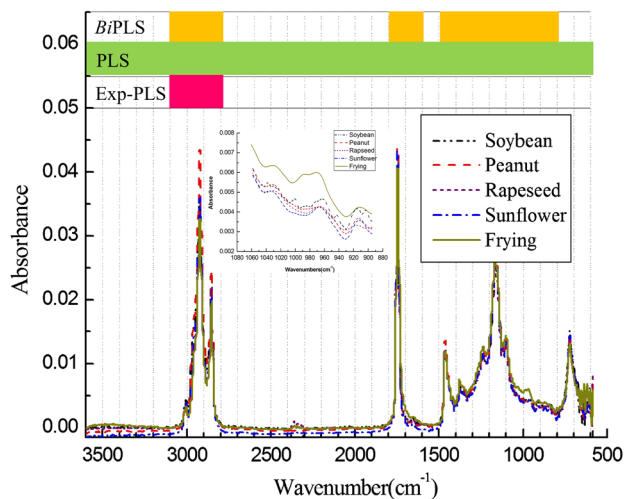 0.06
BiPLS
PLS
0.05
Exp-PLS
0.04
0.03
0.02
0.01
0.00
Absorbance
3500 3000 2500 2000 1500 1000 500
Wavenumber(cm-1)
Soybean
Peanut
Rapeseed
Sunflower
Frying
0.008
0.007
0.006
0.005
0.004
0.003
0.002
Absorbance
1080 1060 1040 1020 1000 980 960 940 920 900 880
Wavenumbers(cm-1)
Soybean
Peanut
Rapeseed
Sunflower
Frying